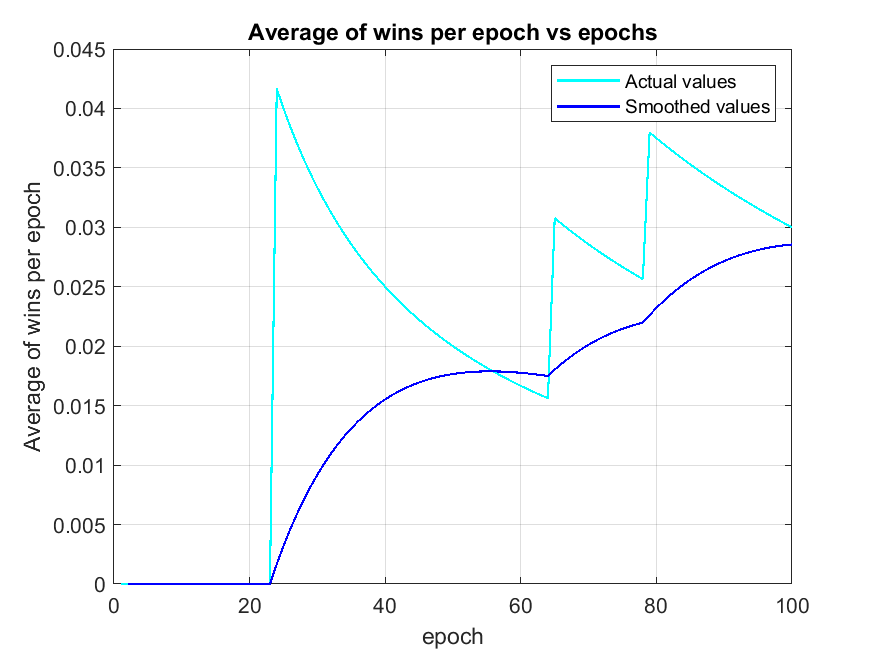 Average of wins per epoch vs epochs
0.045
0.04
0.035
0.03
0.025
0.02
0.015
0.01
0.005
0
Average of wins per epoch
Actual values
Smoothed values
0 20 40 60 80 100
epoch